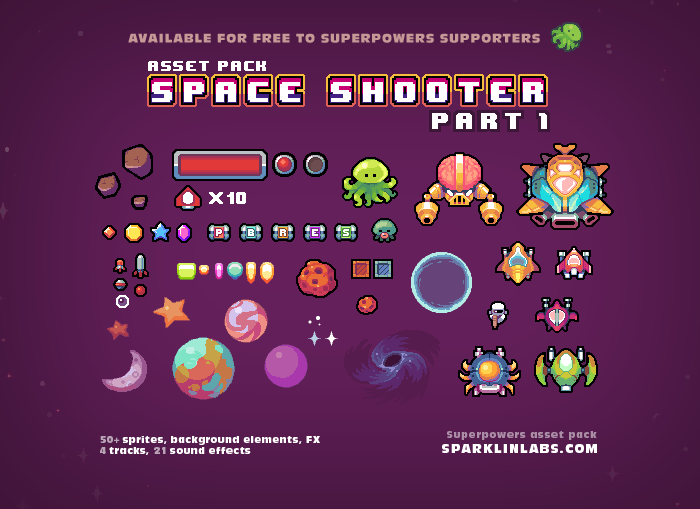 AVAILABLE FOR FREE TO SUPERPOWERS SUPPORTERS
ASSET PACK
SPACE SHOOTER
PART 1
X10
P B R E S
50+ sprites, background elements, FX
4 tracks, 21 sound effects
Superpowers asset pack
SPARKLINLABS.COM